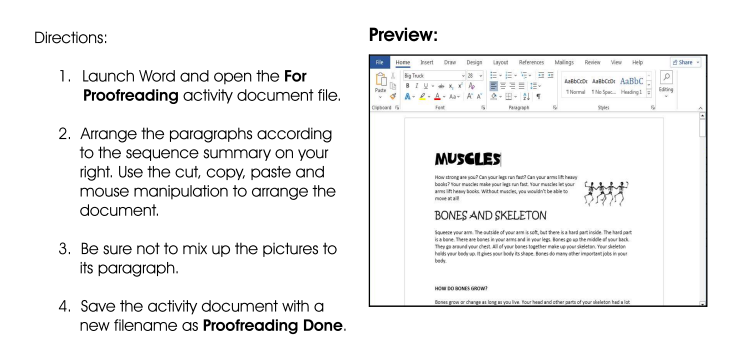 Directions:
1. Launch Word and open the For
Proofreading activity document file.
2. Arrange the paragraphs according
to the sequence summary on your
right. Use the cut, copy, paste and
mouse manipulation to arrange the
document.
3. Be sure not to mix up the pictures to
its paragraph.
4. Save the activity document with a
new filename as Proofreading Done.
Preview:
File Home Insert Draw Design Layout References Mailings Review View Help Share
Paste
Big Truck 28
B I U ab x₂ x² A
A Aa A A
AaBbCcDc AaBbCcDc AaBbC
¶ Normal ¶ No Spac... Heading 1
Editing
Clipboard Font Paragraph Styles
MUSCLES
How strong are you? Can your legs run fast? Can your arms lift heavy
books? Your muscles make your legs run fast. Your muscles let your
arms lift heavy books. Without muscles, you wouldn't be able to
move at all!
BONES AND SKELETON
Squeeze your arm. The outside of your arm is soft, but there is a hard part inside. The hard part
is a bone. There are bones in your arms and in your legs. Bones go up the middle of your back.
They go around your chest. All of your bones together make up your skeleton. Your skeleton
holds your body up. It gives your body its shape. Bones do many other important jobs in your
body.
HOW DO BONES GROW?
Bones grow or change as long as you live. Your head and other parts of your skeleton had a lot